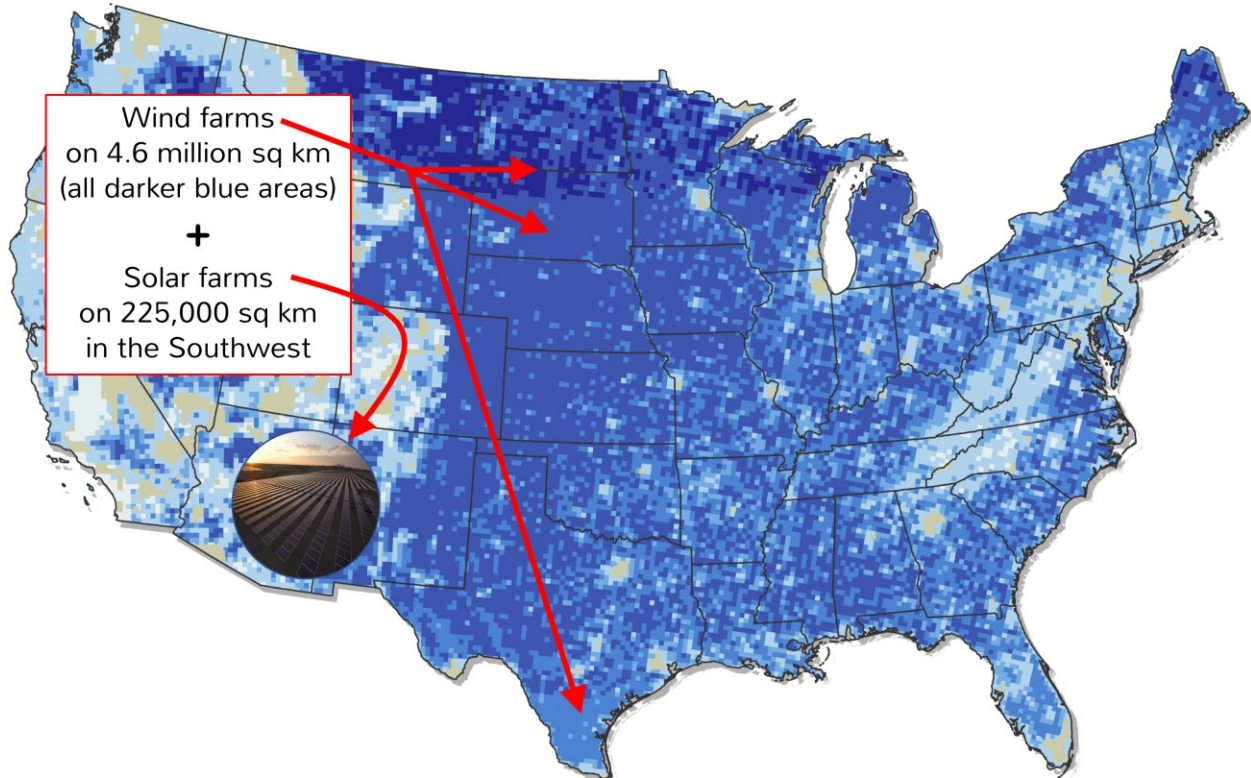 Wind farms
on 4.6 million sq km
(all darker blue areas)
+
Solar farms
on 225,000 sq km
in the Southwest